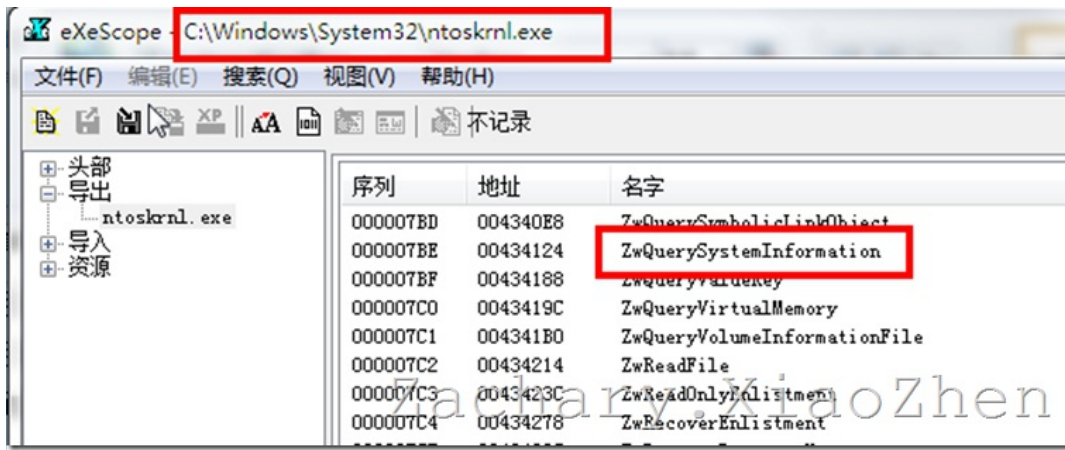 eXeScope - C:\Windows\System32\ntoskrnl.exe
文件(F) 编辑(E) 搜索(Q) 视图(V) 帮助(H)
XP AA 不记录
头部
导出
ntoskrnl.exe
导入
资源
序列 地址 名字
000007BD 004340E8 ZwQuerySymbolicLinkObject
000007BE 00434124 ZwQuerySystemInformation
000007BF 00434188 ZwQueryValueKey
000007C0 0043419C ZwQueryVirtualMemory
000007C1 004341B0 ZwQueryVolumeInformationFile
000007C2 00434214 ZwReadFile
000007C3 0043423C ZwReadOnlyEnlistment
000007C4 00434278 ZwRecoverEnlistment
Zachary.XiaoZhen